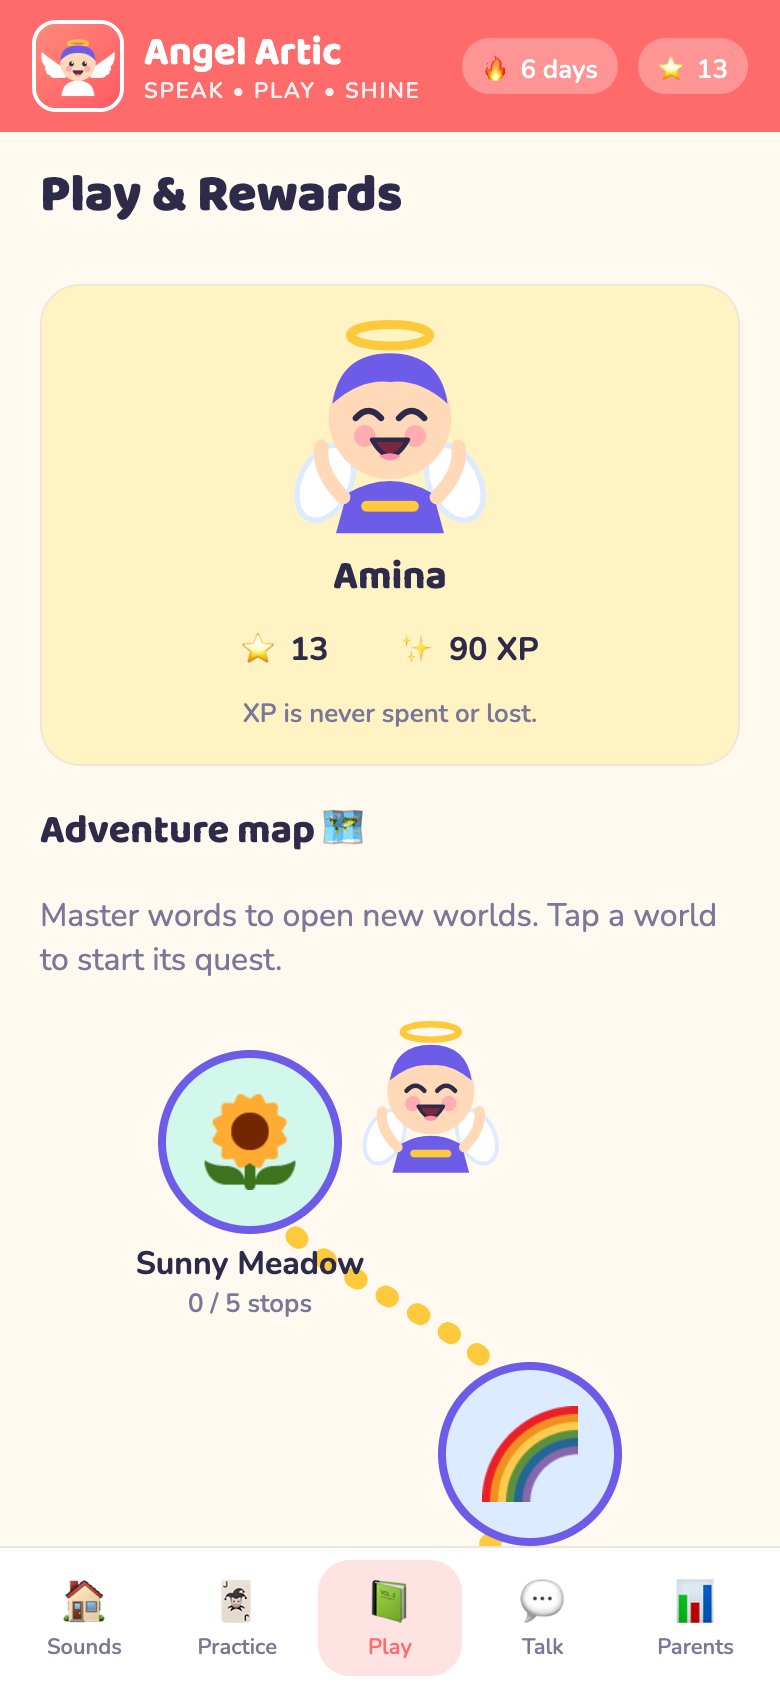 Angel Artic
SPEAK • PLAY • SHINE
6 days
13
Play & Rewards
Amina
13
90 XP
XP is never spent or lost.
Adventure map
Master words to open new worlds. Tap a world
to start its quest.
Sunny Meadow
0 / 5 stops
Sounds
Practice
Play
Talk
Parents